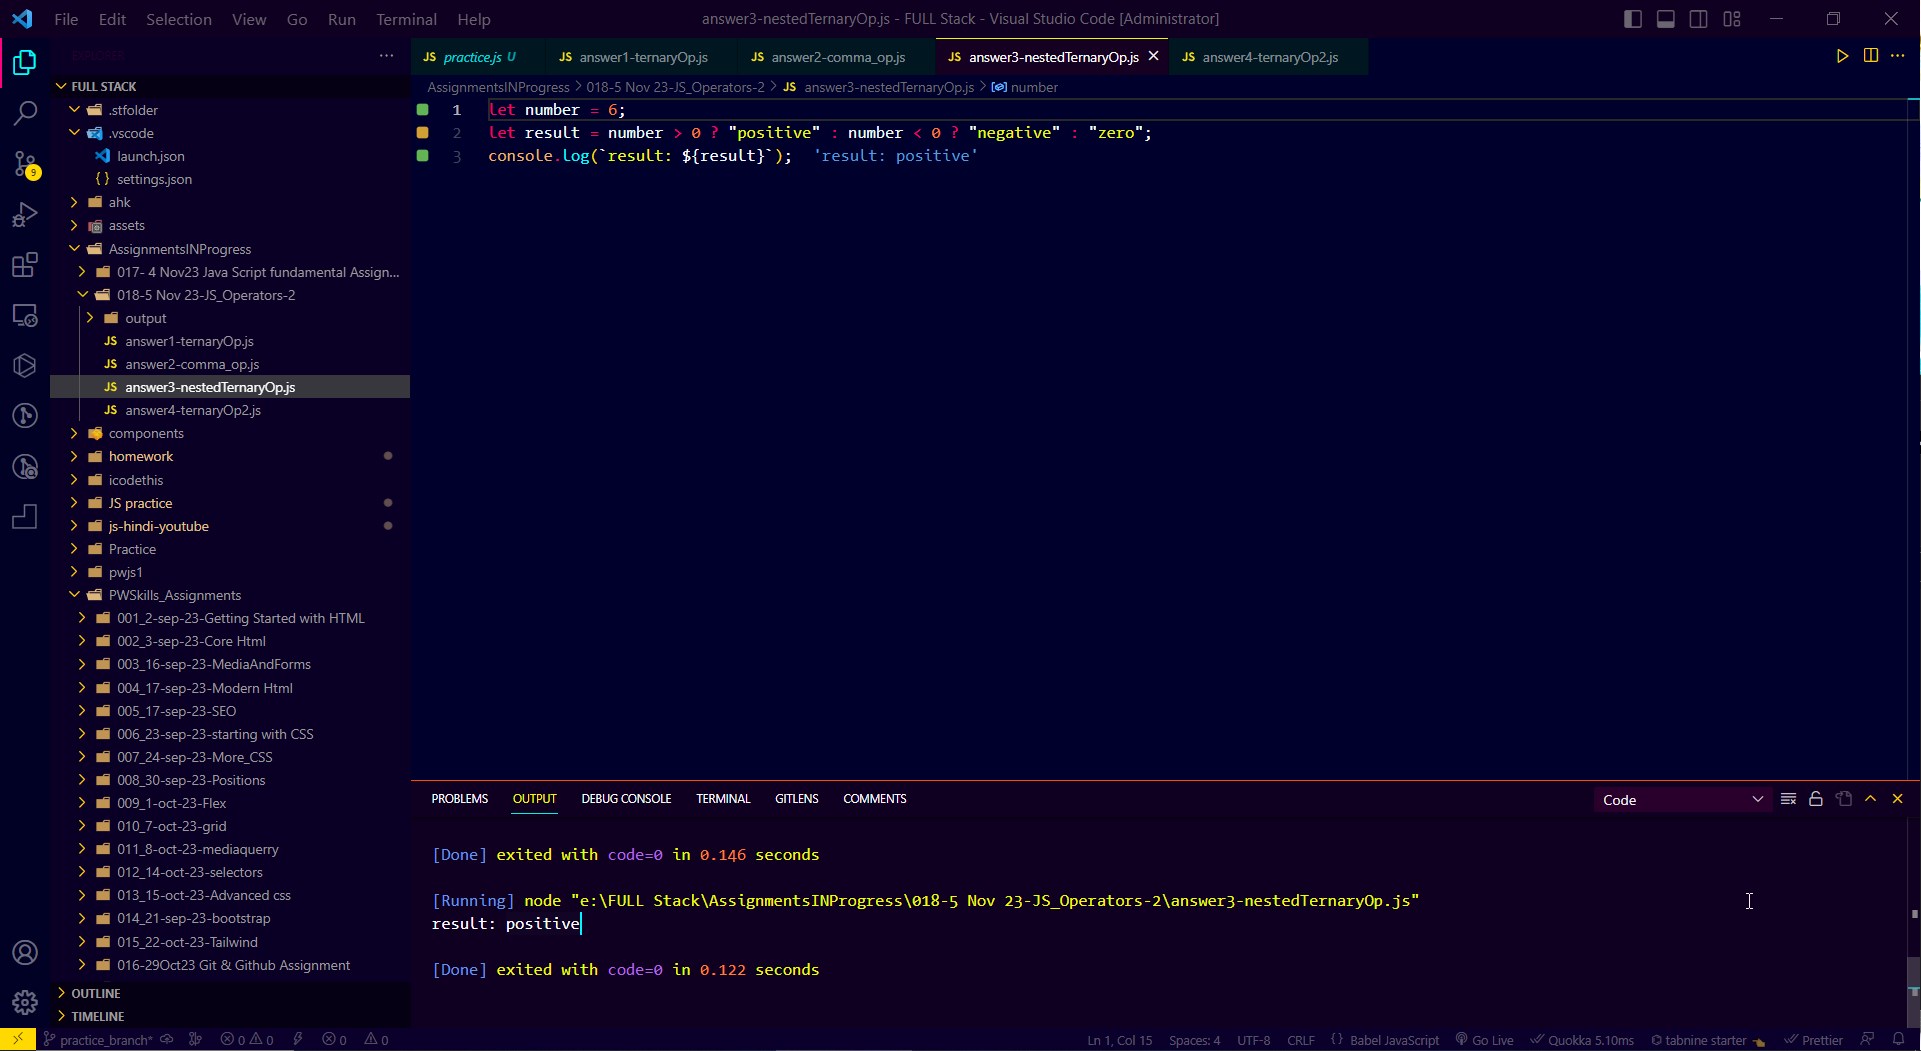 File Edit Selection View Go Run Terminal Help
answer3-nestedTernaryOp.js - FULL Stack - Visual Studio Code [Administrator]
EXPLORER
JS practice.js U
JS answer1-ternaryOp.js
JS answer2-comma_op.js
JS answer3-nestedTernaryOp.js
JS answer4-ternaryOp2.js
AssignmentsINProgress > 018-5 Nov 23-JS_Operators-2 > JS answer3-nestedTernaryOp.js > number
FULL STACK
.stfolder
.vscode
launch.json
{} settings.json
ahk
assets
AssignmentsINProgress
017- 4 Nov23 Java Script fundamental Assign...
018-5 Nov 23-JS_Operators-2
output
JS answer1-ternaryOp.js
JS answer2-comma_op.js
JS answer3-nestedTernaryOp.js
JS answer4-ternaryOp2.js
components
homework
icodethis
JS practice
js-hindi-youtube
Practice
pwjs1
PWSkills_Assignments
001_2-sep-23-Getting Started with HTML
002_3-sep-23-Core Html
003_16-sep-23-MediaAndForms
004_17-sep-23-Modern Html
005_17-sep-23-SEO
006_23-sep-23-starting with CSS
007_24-sep-23-More_CSS
008_30-sep-23-Positions
009_1-oct-23-Flex
010_7-oct-23-grid
011_8-oct-23-mediaquerry
012_14-oct-23-selectors
013_15-oct-23-Advanced css
014_21-sep-23-bootstrap
015_22-oct-23-Tailwind
016-29Oct23 Git & Github Assignment
OUTLINE
TIMELINE
9
1 let number = 6;
2 let result = number > 0 ? "positive" : number < 0 ? "negative" : "zero";
3 console.log(`result: ${result}`); 'result: positive'
PROBLEMS OUTPUT DEBUG CONSOLE TERMINAL GITLENS COMMENTS
Code
[Done] exited with code=0 in 0.146 seconds
[Running] node "e:\FULL Stack\AssignmentsINProgress\018-5 Nov 23-JS_Operators-2\answer3-nestedTernaryOp.js"
result: positive
[Done] exited with code=0 in 0.122 seconds
practice_branch* 0 0 0 0 Ln 1, Col 15 Spaces: 4 UTF-8 CRLF {} Babel JavaScript Go Live Quokka 5.10ms tabnine starter Prettier